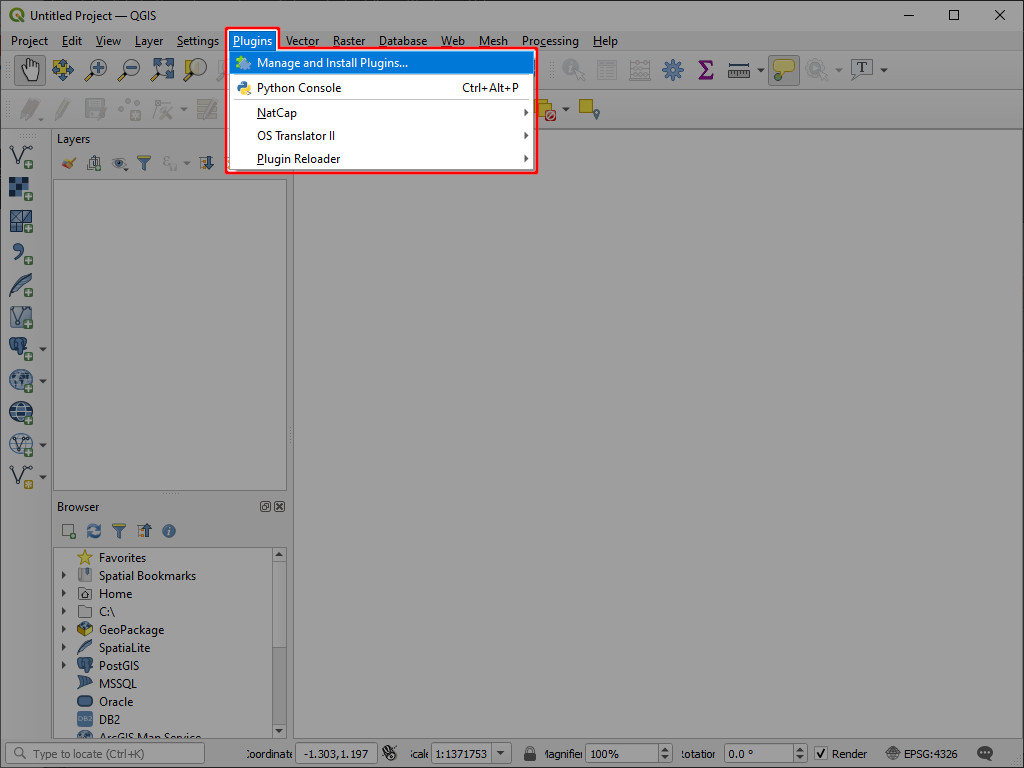 Untitled Project — QGIS
Project Edit View Layer Settings Plugins Vector Raster Database Web Mesh Processing Help
Manage and Install Plugins...
Python Console Ctrl+Alt+P
NatCap
OS Translator II
Plugin Reloader
T
Layers
Browser
Favorites
Spatial Bookmarks
Home
C:\
GeoPackage
SpatiaLite
PostGIS
MSSQL
Oracle
DB2 DB2
ArcGIS Map Service
Type to locate (Ctrl+K) Coordinate -1.303,1.197 Scale 1:1371753 Magnifier 100% Rotation 0.0 ° Render EPSG:4326